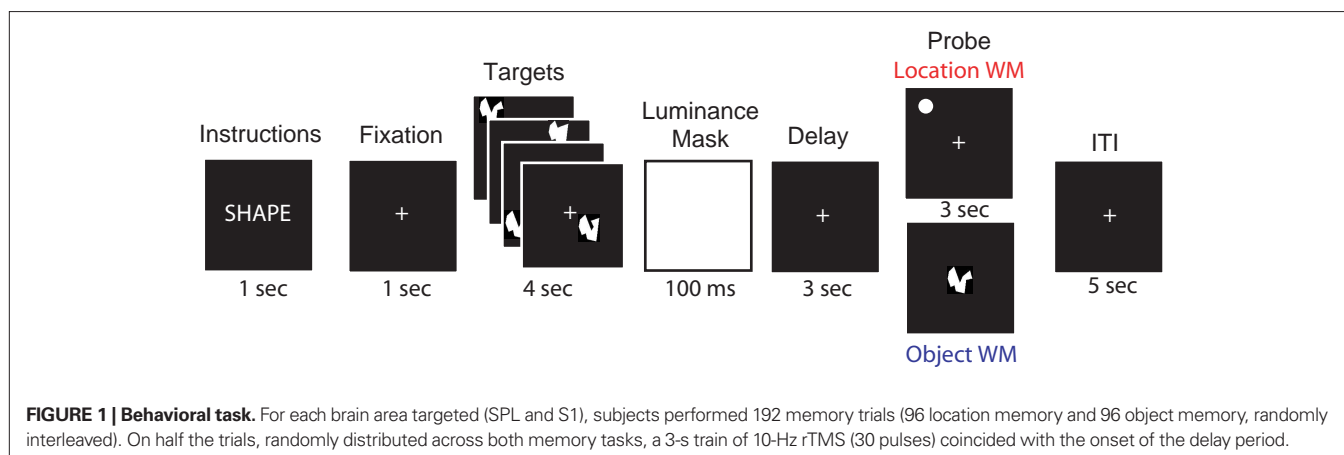 Instructions
SHAPE
1 sec
Fixation
1 sec
Targets
4 sec
Luminance
Mask
100 ms
Delay
3 sec
Probe
Location WM
3 sec
Object WM
ITI
5 sec
FIGURE 1 | Behavioral task. For each brain area targeted (SPL and S1), subjects performed 192 memory trials (96 location memory and 96 object memory, randomly
interleaved). On half the trials, randomly distributed across both memory tasks, a 3-s train of 10-Hz rTMS (30 pulses) coincided with the onset of the delay period.